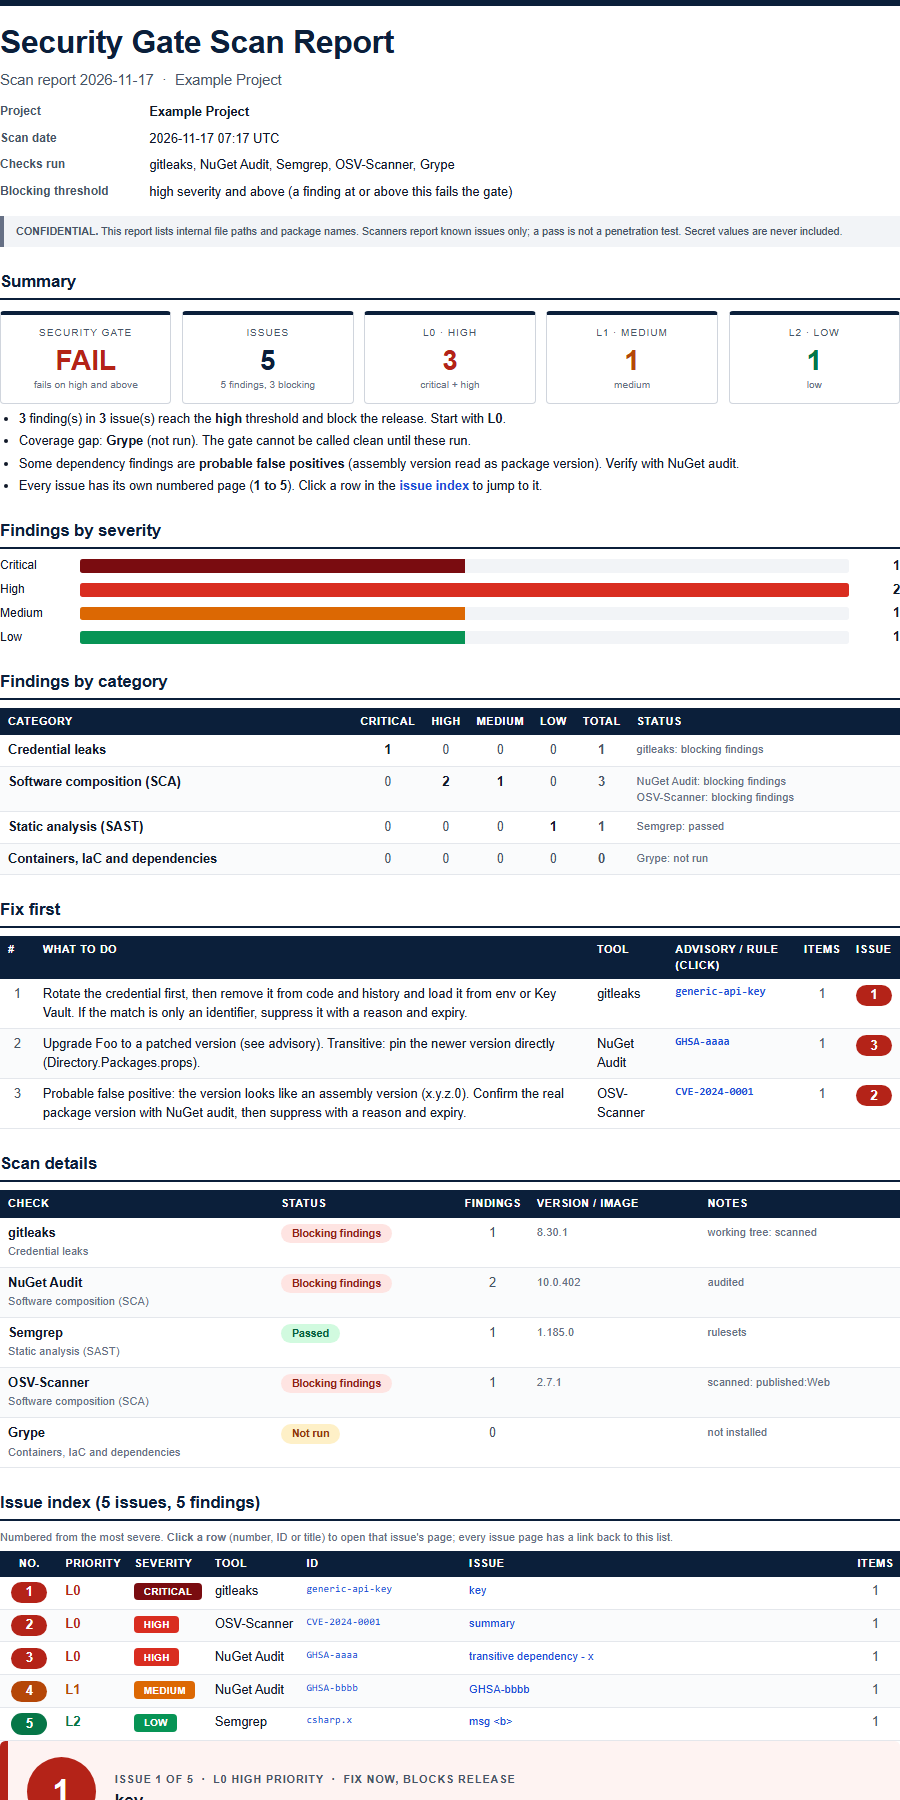 Security Gate Scan Report
Scan report 2026-11-17 · Example Project
Project Example Project
Scan date 2026-11-17 07:17 UTC
Checks run gitleaks, NuGet Audit, Semgrep, OSV-Scanner, Grype
Blocking threshold high severity and above (a finding at or above this fails the gate)
CONFIDENTIAL. This report lists internal file paths and package names. Scanners report known issues only; a pass is not a penetration test. Secret values are never included.
Summary
SECURITY GATE ISSUES L0 · HIGH L1 · MEDIUM L2 · LOW
FAIL 5 3 1 1
fails on high and above 5 findings, 3 blocking critical + high medium low
• 3 finding(s) in 3 issue(s) reach the high threshold and block the release. Start with L0.
• Coverage gap: Grype (not run). The gate cannot be called clean until these run.
• Some dependency findings are probable false positives (assembly version read as package version). Verify with NuGet audit.
• Every issue has its own numbered page (1 to 5). Click a row in the issue index to jump to it.
Findings by severity
Critical 1
High 2
Medium 1
Low 1
Findings by category
CATEGORY CRITICAL HIGH MEDIUM LOW TOTAL STATUS
Credential leaks 1 0 0 0 1 gitleaks: blocking findings
Software composition (SCA) 0 2 1 0 3 NuGet Audit: blocking findings
OSV-Scanner: blocking findings
Static analysis (SAST) 0 0 0 1 1 Semgrep: passed
Containers, IaC and dependencies 0 0 0 0 0 Grype: not run
Fix first
# WHAT TO DO TOOL ADVISORY / RULE ITEMS ISSUE
(CLICK)
1 Rotate the credential first, then remove it from code and history and load it from env or Key gitleaks generic-api-key 1 1
Vault. If the match is only an identifier, suppress it with a reason and expiry.
2 Upgrade Foo to a patched version (see advisory). Transitive: pin the newer version directly NuGet GHSA-aaaa 1 3
(Directory.Packages.props). Audit
3 Probable false positive: the version looks like an assembly version (x.y.z.0). Confirm the real OSV- CVE-2024-0001 1 2
package version with NuGet audit, then suppress with a reason and expiry. Scanner
Scan details
CHECK STATUS FINDINGS VERSION / IMAGE NOTES
gitleaks Blocking findings 1 8.30.1 working tree: scanned
Credential leaks
NuGet Audit Blocking findings 2 10.0.402 audited
Software composition (SCA)
Semgrep Passed 1 1.185.0 rulesets
Static analysis (SAST)
OSV-Scanner Blocking findings 1 2.7.1 scanned: published:Web
Software composition (SCA)
Grype Not run 0 not installed
Containers, IaC and dependencies
Issue index (5 issues, 5 findings)
Numbered from the most severe. Click a row (number, ID or title) to open that issue's page; every issue page has a link back to this list.
NO. PRIORITY SEVERITY TOOL ID ISSUE ITEMS
1 L0 CRITICAL gitleaks generic-api-key key 1
2 L0 HIGH OSV-Scanner CVE-2024-0001 summary 1
3 L0 HIGH NuGet Audit GHSA-aaaa transitive dependency - x 1
4 L1 MEDIUM NuGet Audit GHSA-bbbb GHSA-bbbb 1
5 L2 LOW Semgrep csharp.x msg <b> 1
1 ISSUE 1 OF 5 · L0 HIGH PRIORITY · FIX NOW, BLOCKS RELEASE
key